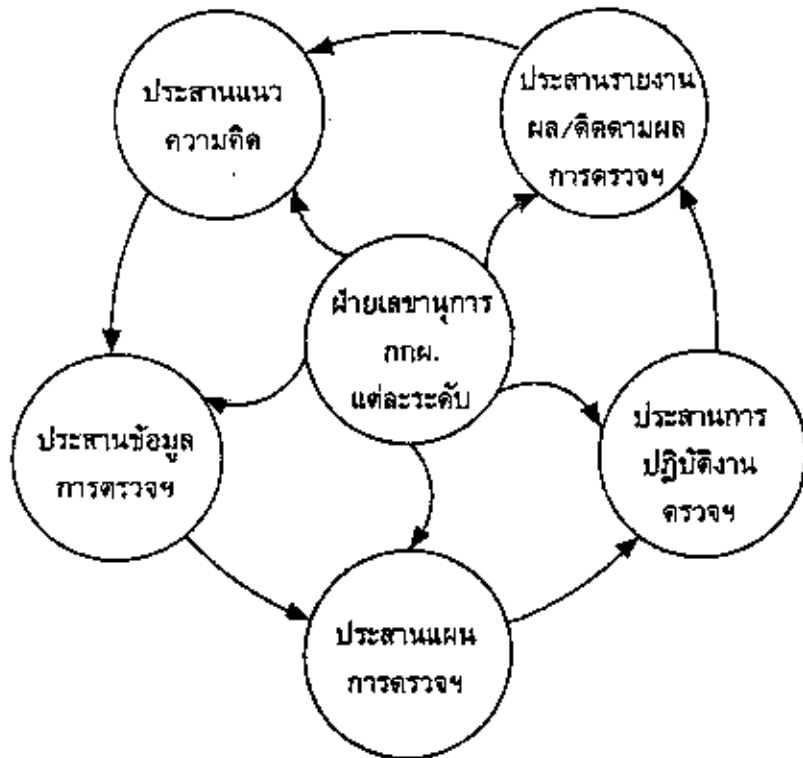 ประสานแนว
ความคิด
ประสานรายงาน
ผล/ติดตามผล
การตรวจฯ
ฝ่ายเลขานุการ
กกผ.
แต่ละระดับ
ประสานข้อมูล
การตรวจฯ
ประสานการ
ปฏิบัติงาน
ตรวจฯ
ประสานแผน
การตรวจฯ